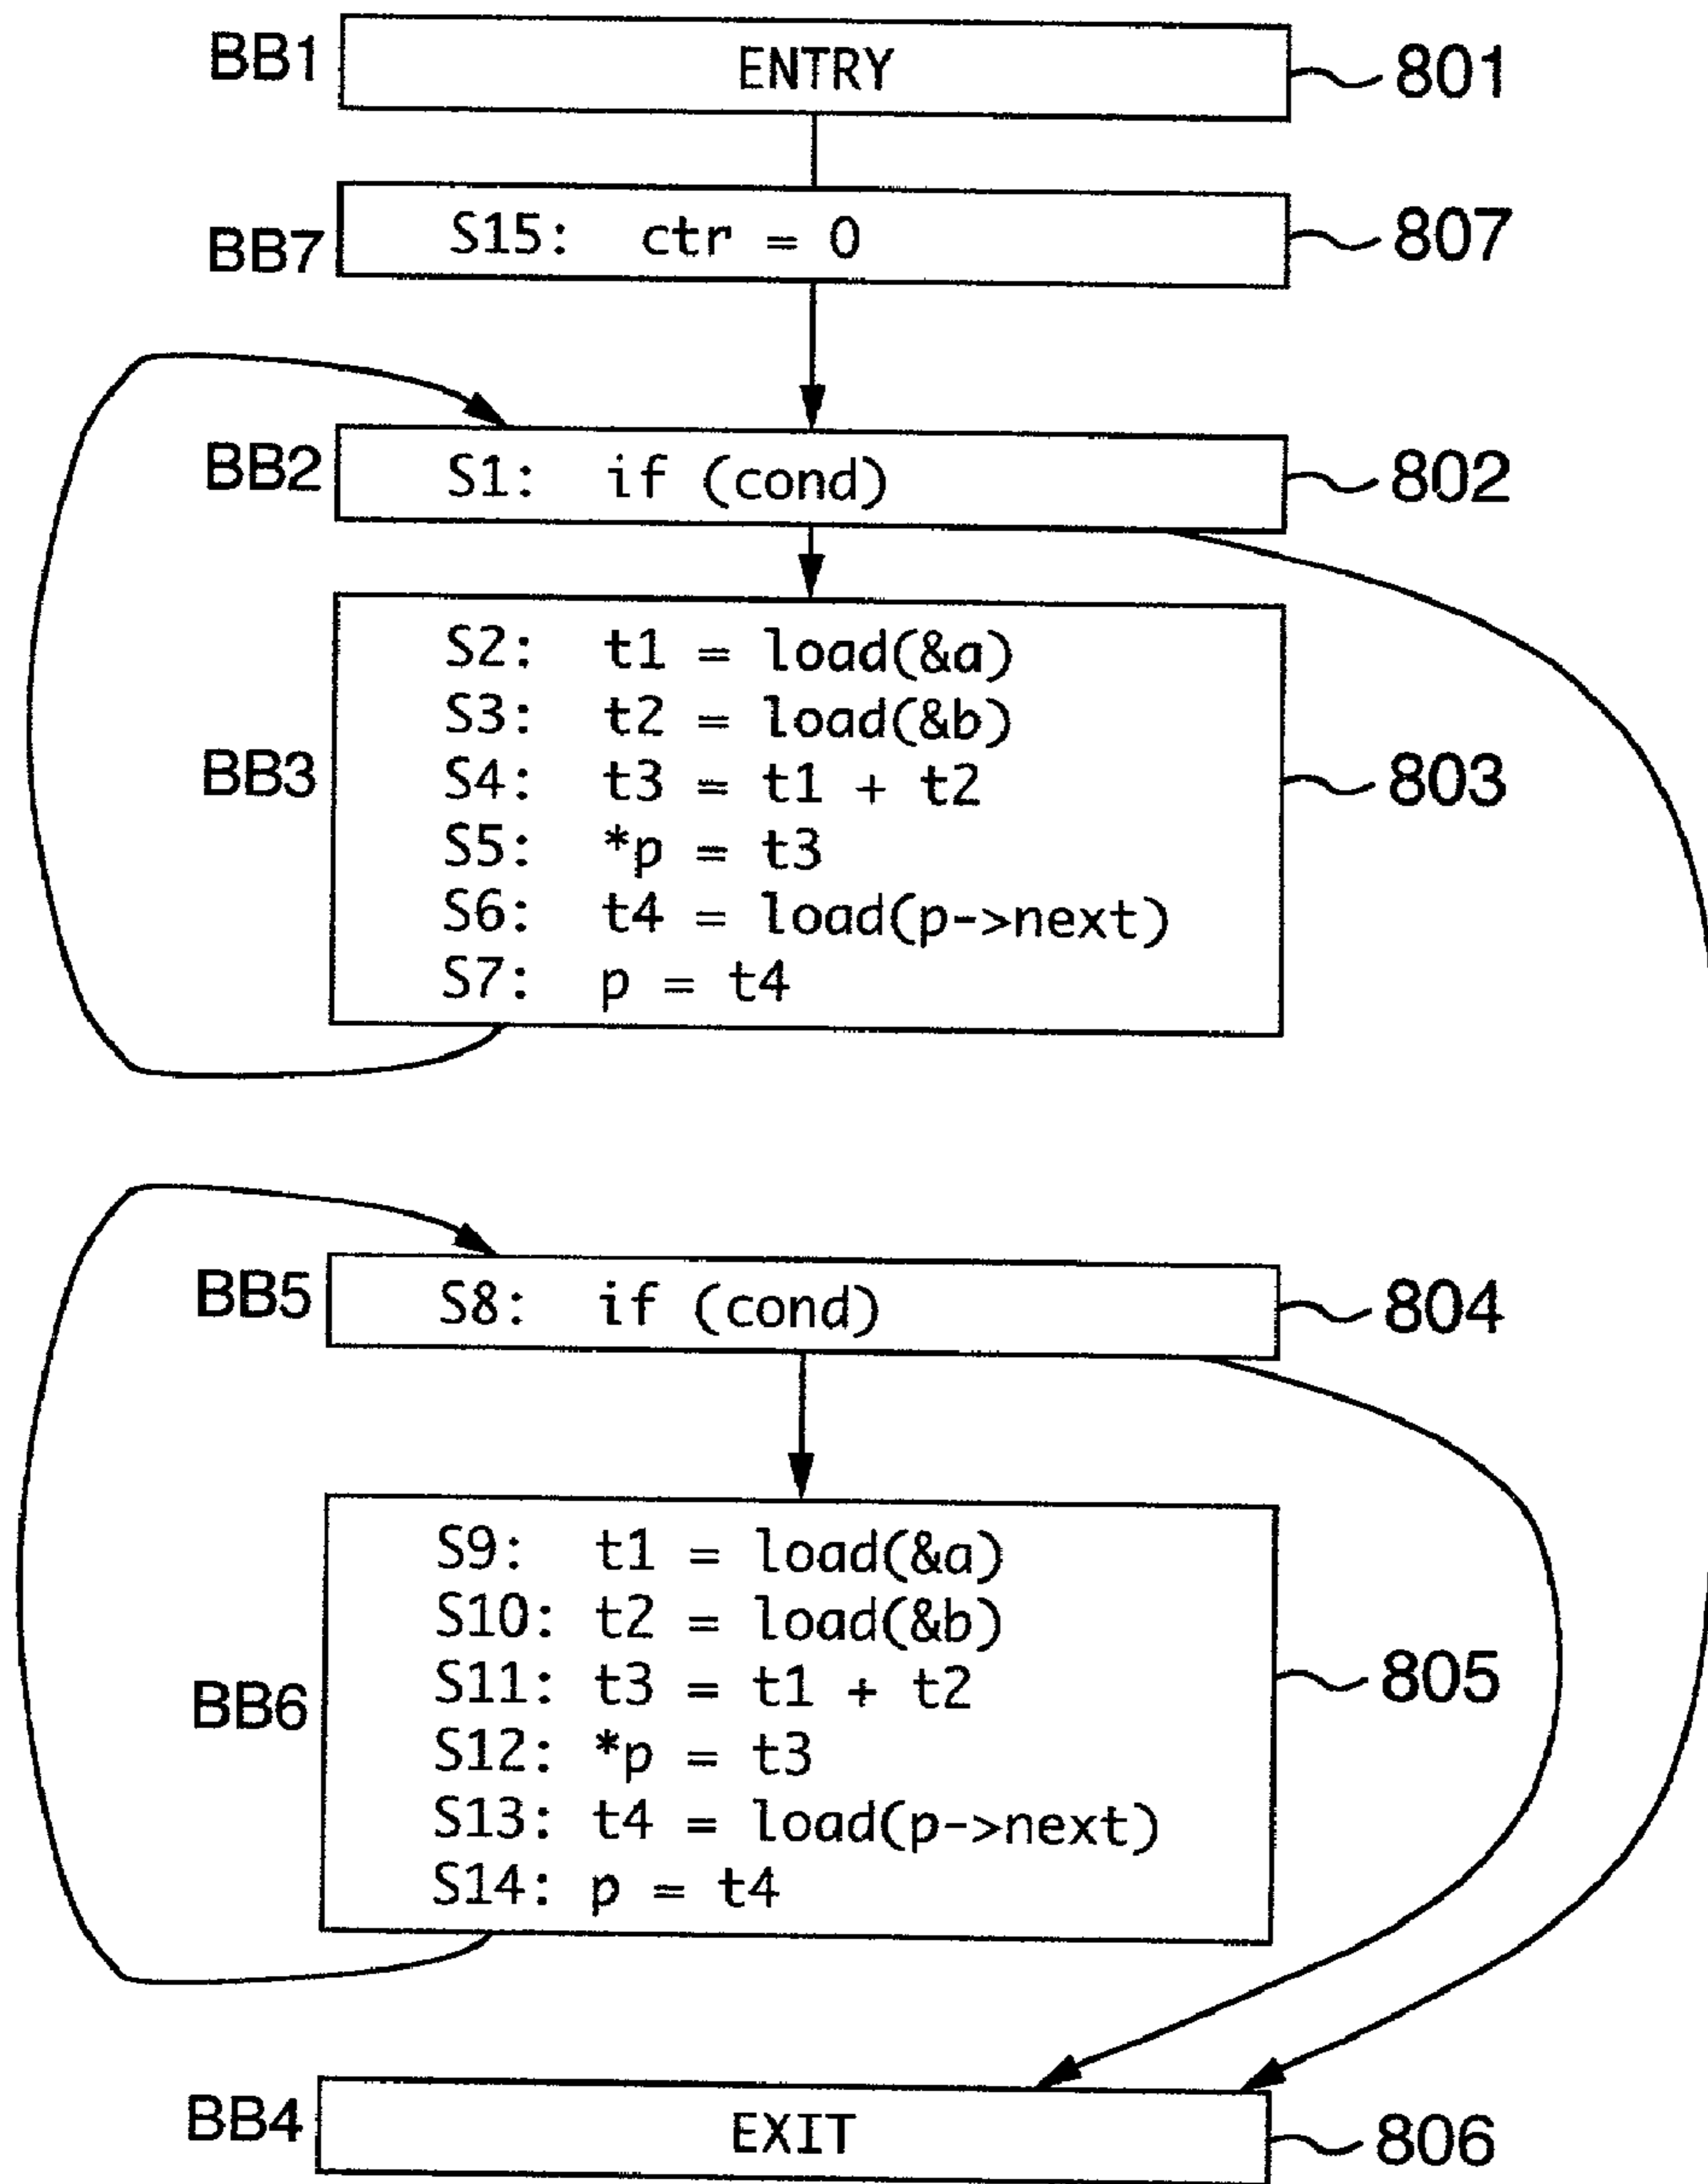 BB1 ENTRY 801
BB7 S15: ctr = 0 807
BB2 S1: if (cond) 802
S2: t1 = load(&a)
S3: t2 = load(&b)
BB3 S4: t3 = t1 + t2 803
S5: *p = t3
S6: t4 = load(p->next)
S7: p = t4
BB5 S8: if (cond) 804
S9: t1 = load(&a)
S10: t2 = load(&b)
BB6 S11: t3 = t1 + t2 805
S12: *p = t3
S13: t4 = load(p->next)
S14: p = t4
BB4 EXIT 806